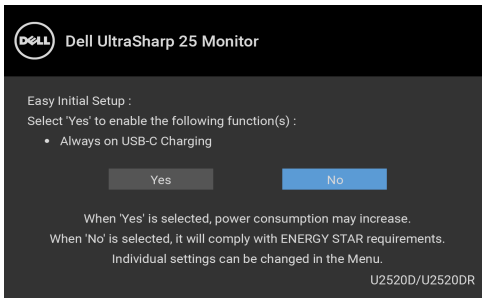 DELL Dell UltraSharp 25 Monitor
Easy Initial Setup :
Select 'Yes' to enable the following function(s) :
• Always on USB-C Charging
Yes No
When 'Yes' is selected, power consumption may increase.
When 'No' is selected, it will comply with ENERGY STAR requirements.
Individual settings can be changed in the Menu.
U2520D/U2520DR